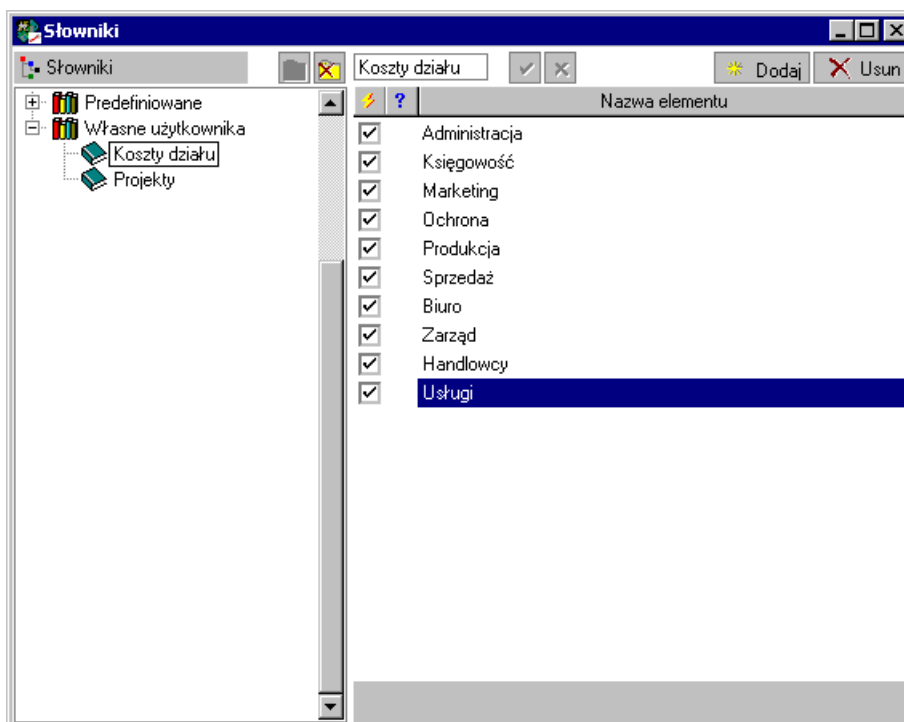 Słowniki
Słowniki Koszty działu Dodaj Usun
Predefiniowane
Własne użytkownika
Koszty działu
Projekty
? Nazwa elementu
Administracja
Księgowość
Marketing
Ochrona
Produkcja
Sprzedaż
Biuro
Zarząd
Handlowcy
Usługi